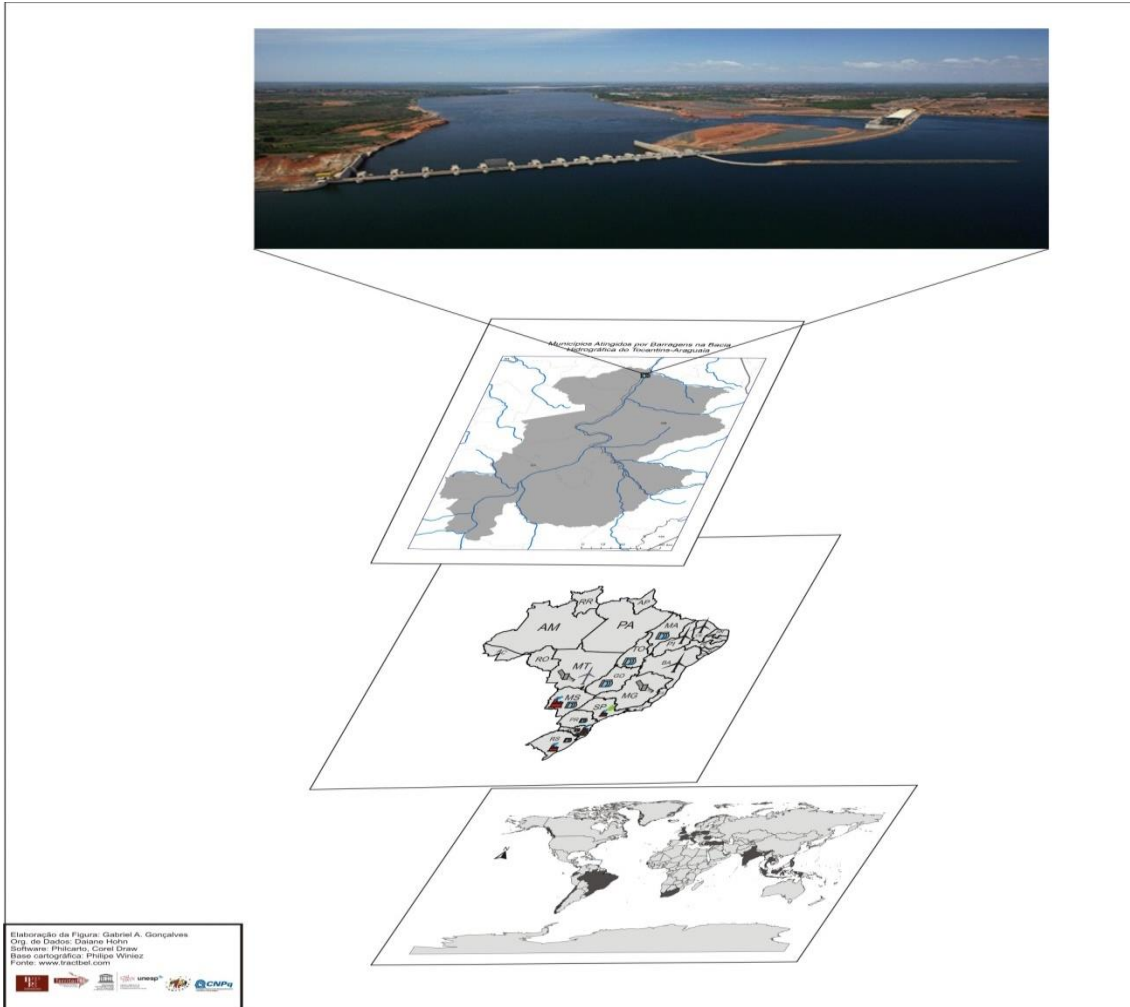 Municípios Atingidos por Barragens na Bacia
Hidrográfica do Tocantins-Araguaia
RR
AP
AM
PA
MA
PI
TO
AC
RO
MT
BA
GO
MS
MG
SP
PR
RS
Elaboração da Figura: Gabriel A. Gonçalves
Org. de Dados: Daiane Hohn
Software: Philcarto, Corel Draw
Base cartográfica: Philipe Winiez
Fonte: www.tractbel.com
unesp
CNPq